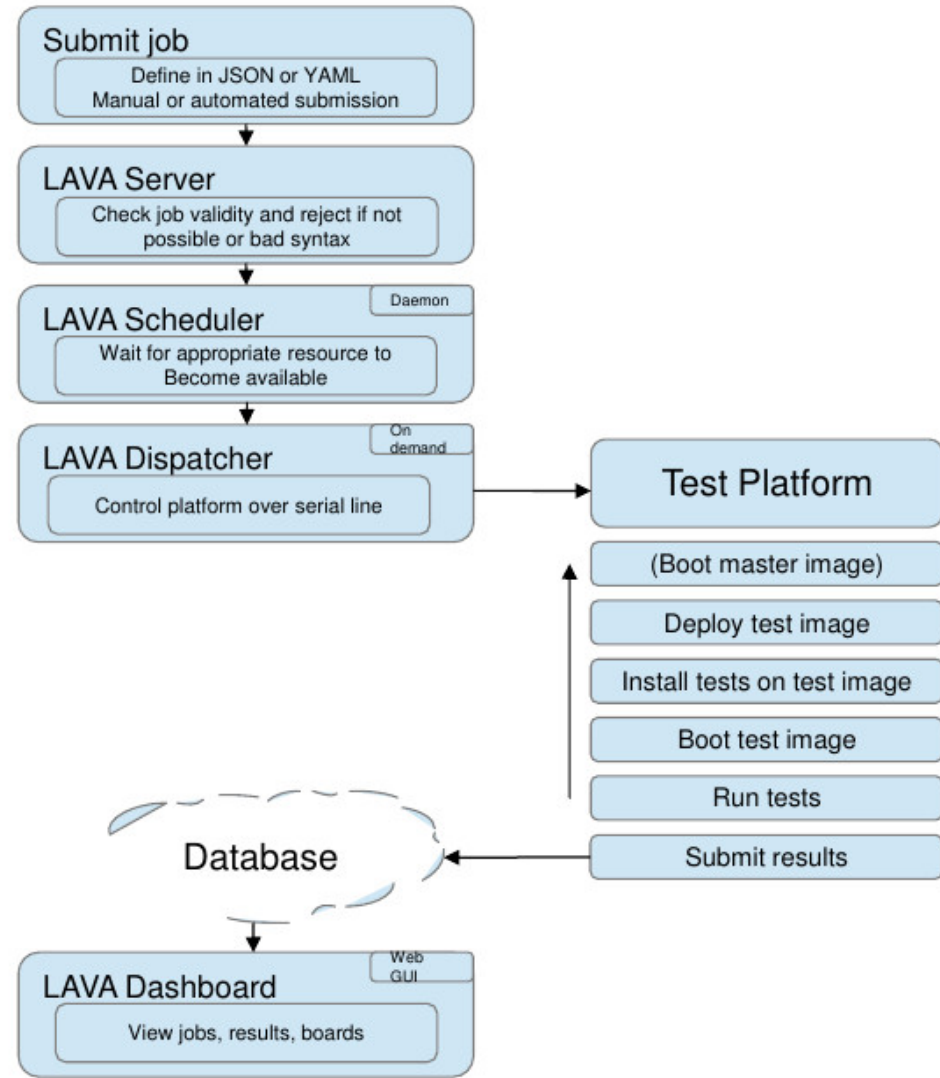 Submit job
Define in JSON or YAML
Manual or automated submission
LAVA Server
Check job validity and reject if not
possible or bad syntax
Daemon
LAVA Scheduler
Wait for appropriate resource to
Become available
On
demand
LAVA Dispatcher
Control platform over serial line
Test Platform
(Boot master image)
Deploy test image
Install tests on test image
Boot test image
Run tests
Submit results
Database
Web
GUI
LAVA Dashboard
View jobs, results, boards